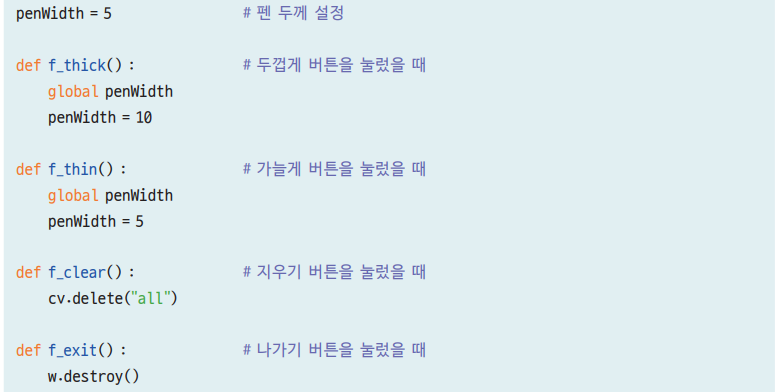 penWidth = 5 # 펜 두께 설정
def f_thick() : # 두껍게 버튼을 눌렀을 때
global penWidth
penWidth = 10
def f_thin() : # 가늘게 버튼을 눌렀을 때
global penWidth
penWidth = 5
def f_clear() : # 지우기 버튼을 눌렀을 때
cv.delete("all")
def f_exit() : # 나가기 버튼을 눌렀을 때
w.destroy()